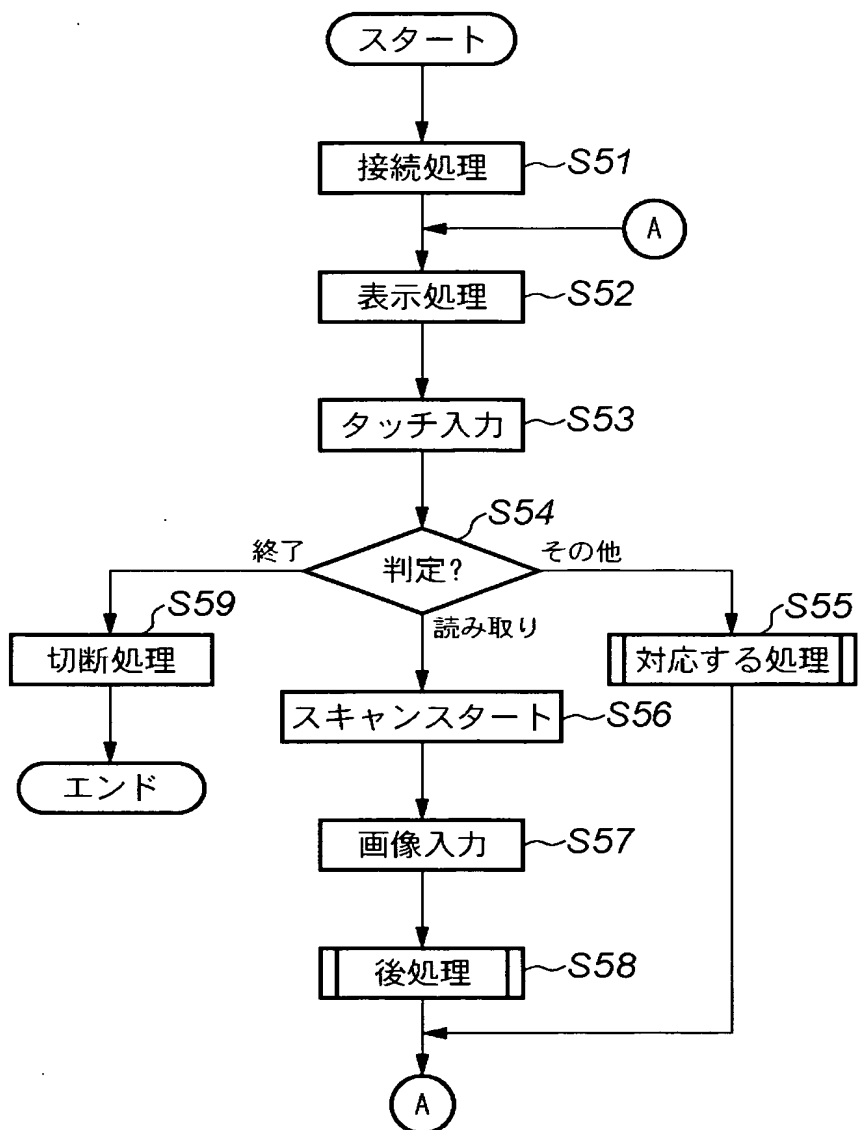 スタート
接続処理 S51
A
表示処理 S52
タッチ入力 S53
S54
終了 判定? その他
S59 読み取り S55
切断処理 対応する処理
スキャンスタート S56
エンド
画像入力 S57
後処理 S58
A